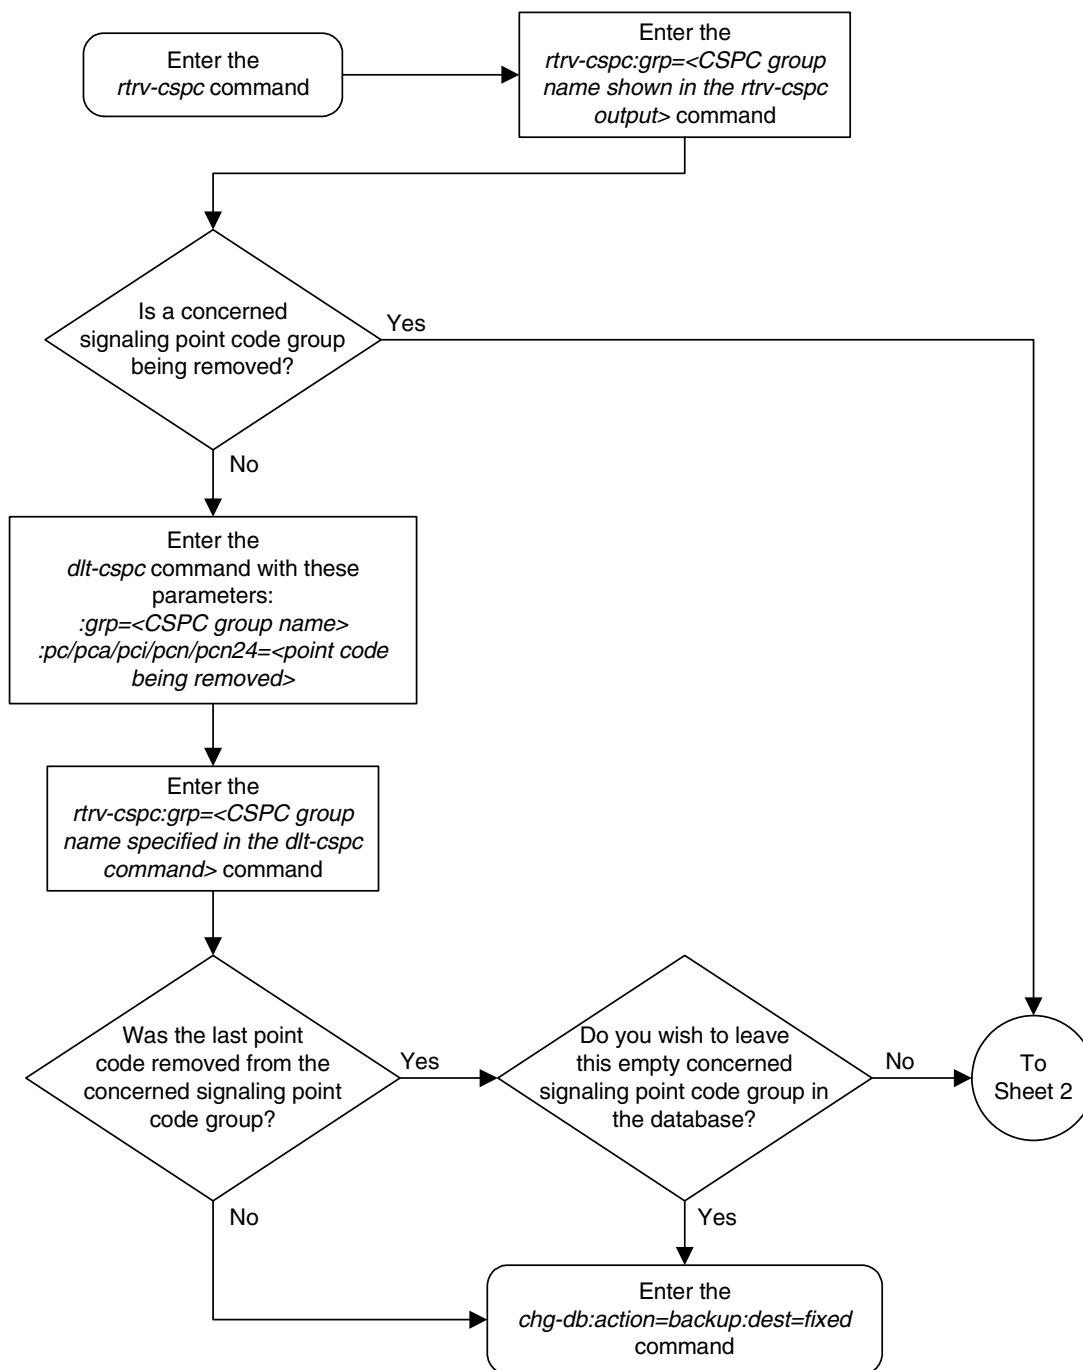 Enter the
rtrv-cspc command
Enter the
rtrv-cspc:grp=<CSPC group
name shown in the rtrv-cspc
output> command
Is a concerned
signaling point code group
being removed?
Yes
No
Enter the
dlt-cspc command with these
parameters:
:grp=<CSPC group name>
:pc/pca/pci/pcn/pcn24=<point code
being removed>
Enter the
rtrv-cspc:grp=<CSPC group
name specified in the dlt-cspc
command> command
Was the last point
code removed from the
concerned signaling point
code group?
Yes
No
Do you wish to leave
this empty concerned
signaling point code group in
the database?
No
Yes
To
Sheet 2
Enter the
chg-db:action=backup:dest=fixed
command